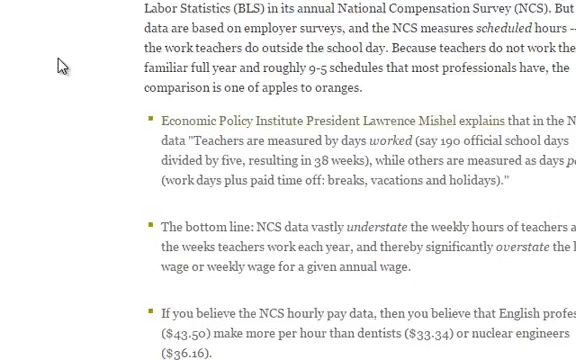 Labor Statistics (BLS) in its annual National Compensation Survey (NCS). But
data are based on employer surveys, and the NCS measures scheduled hours --
the work teachers do outside the school day. Because teachers do not work the
familiar full year and roughly 9-5 schedules that most professionals have, the
comparison is one of apples to oranges.
Economic Policy Institute President Lawrence Mishel explains that in the N
data "Teachers are measured by days worked (say 190 official school days
divided by five, resulting in 38 weeks), while others are measured as days p
(work days plus paid time off: breaks, vacations and holidays)."
The bottom line: NCS data vastly understate the weekly hours of teachers a
the weeks teachers work each year, and thereby significantly overstate the h
wage or weekly wage for a given annual wage.
If you believe the NCS hourly pay data, then you believe that English profes
($43.50) make more per hour than dentists ($33.34) or nuclear engineers
($36.16).